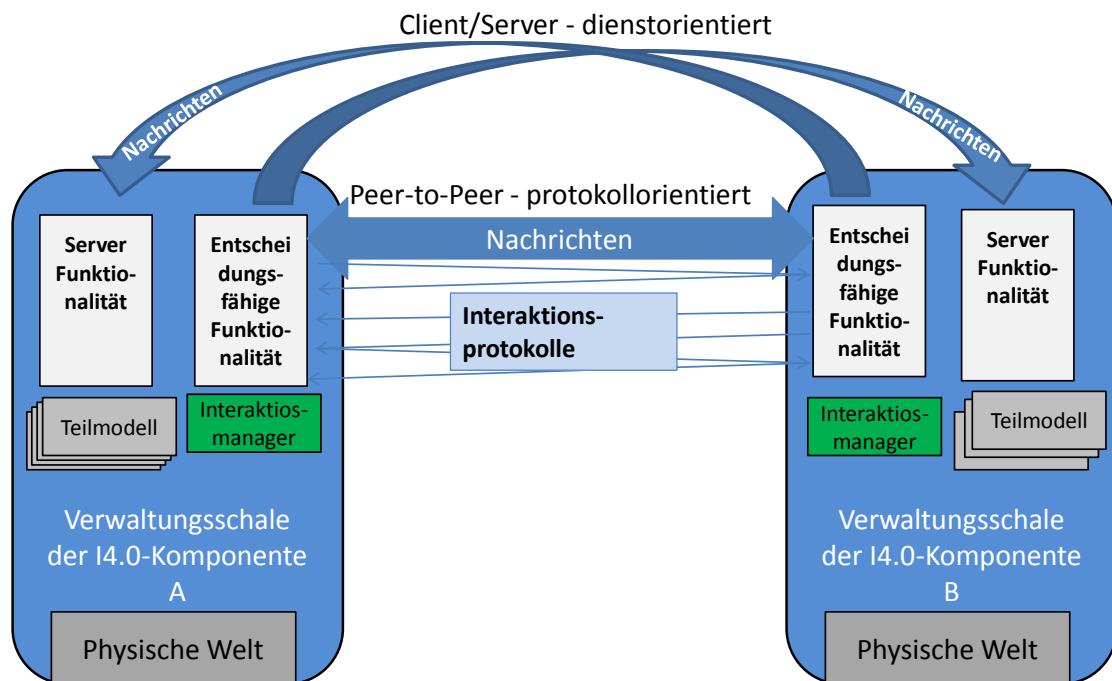 Client/Server - dienstorientiert
Nachrichten
Nachrichten
Peer-to-Peer - protokollorientiert
Nachrichten
Server
Funktio-
nalität
Entschei
dungs-
fähige
Funktio-
nalität
Interaktions-
protokolle
Entschei
dungs-
fähige
Funktio-
nalität
Server
Funktio-
nalität
Teilmodell
Interaktios-
manager
Interaktios-
manager
Teilmodell
Verwaltungsschale
der I4.0-Komponente
A
Verwaltungsschale
der I4.0-Komponente
B
Physische Welt
Physische Welt